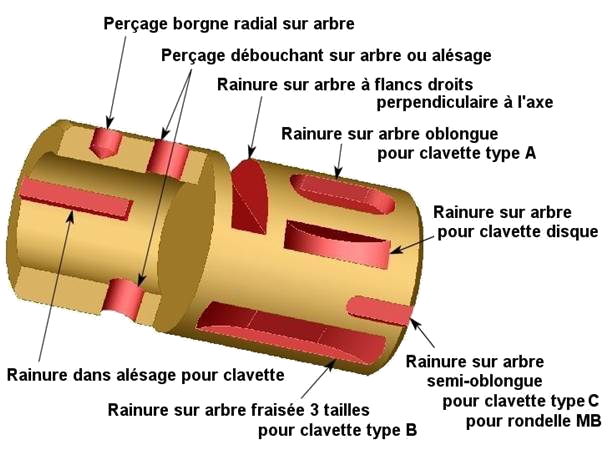 Perçage borgne radial sur arbre
Perçage débouchant sur arbre ou alésage
Rainure sur arbre à flancs droits
perpendiculaire à l'axe
Rainure sur arbre oblongue
pour clavette type A
Rainure sur arbre
pour clavette disque
Rainure sur arbre
semi-oblongue
pour clavette type C
pour rondelle MB
Rainure dans alésage pour clavette
Rainure sur arbre fraisée 3 tailles
pour clavette type B